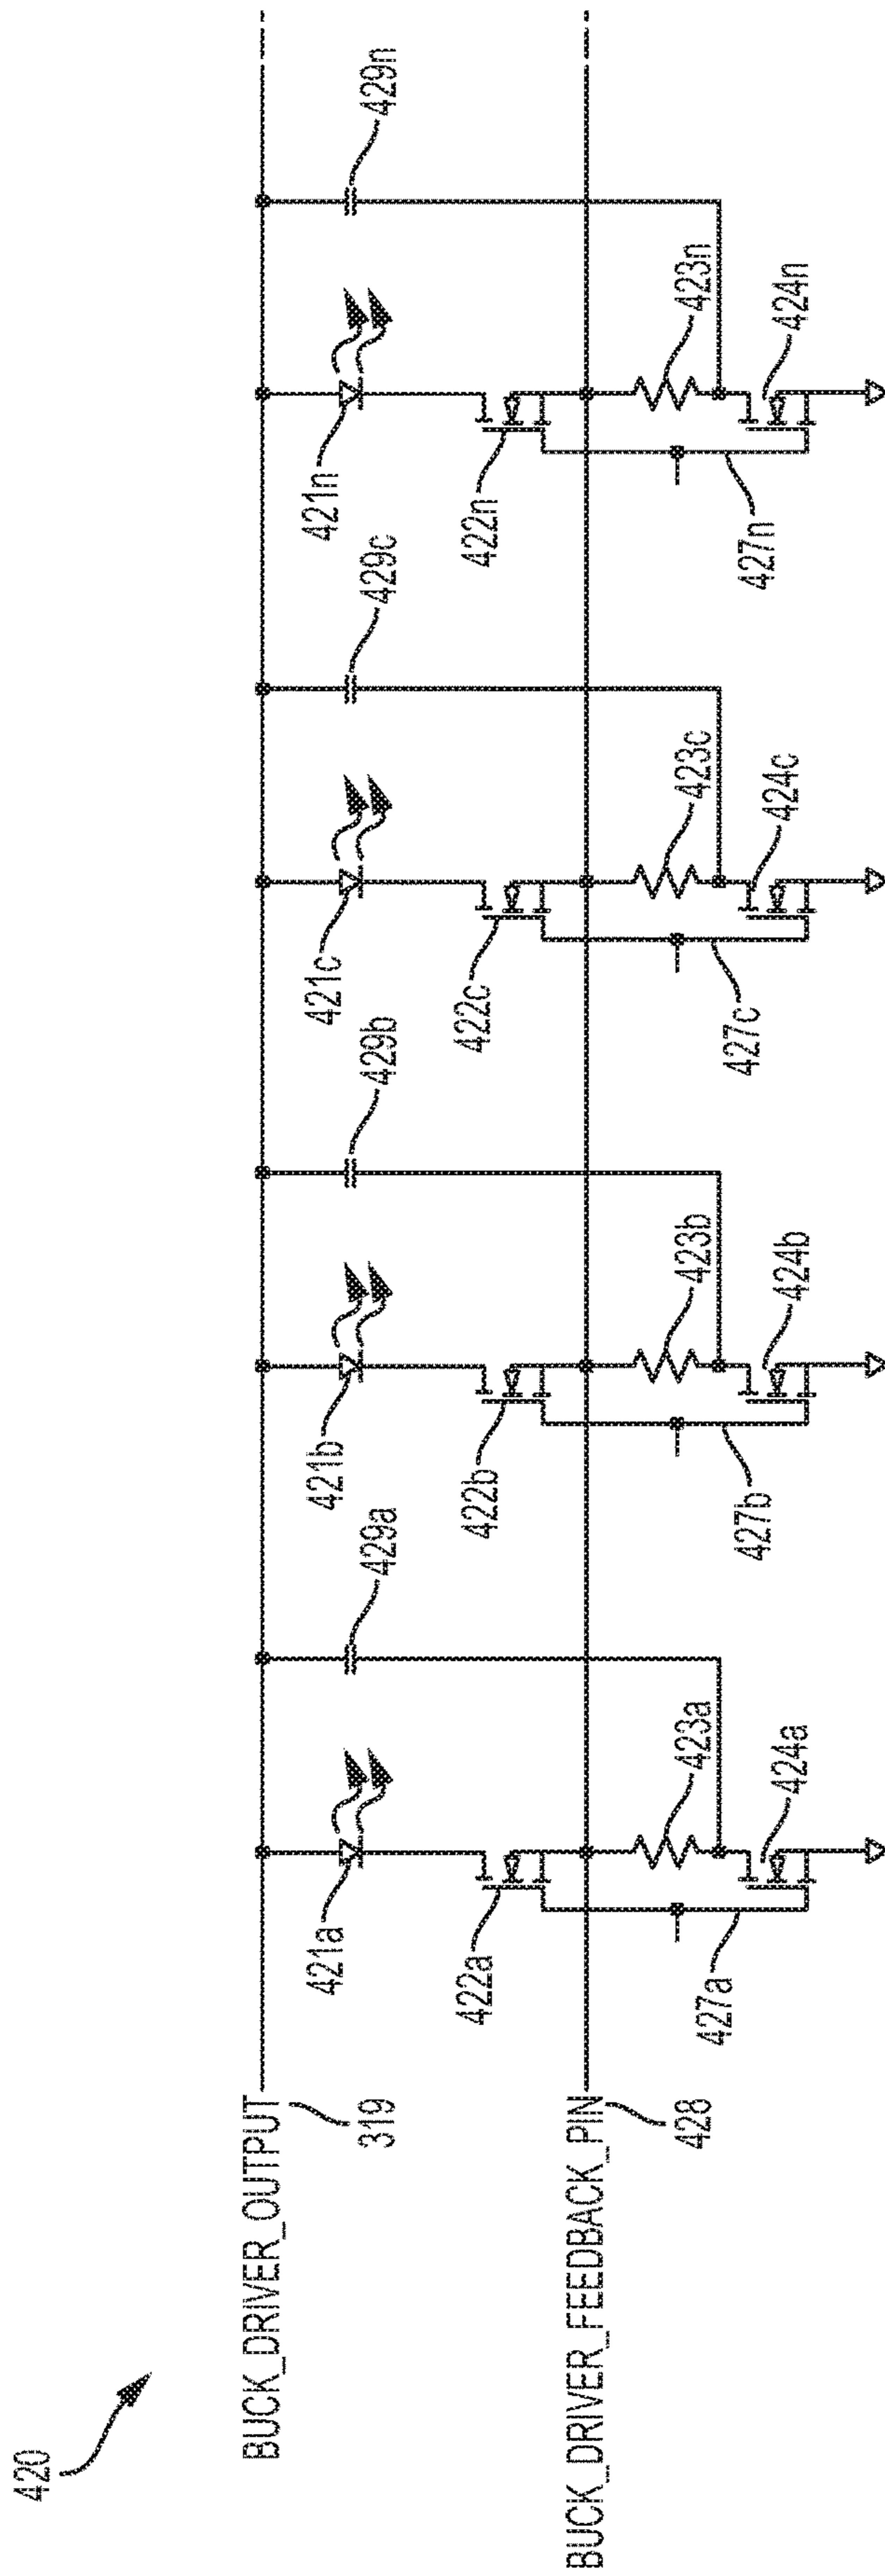 420
BUCK_DRIVER_OUTPUT
319
BUCK_DRIVER_FEEDBACK_PIN
428
421a
422a
423a
424a
427a
429a
421b
422b
423b
424b
427b
429b
421c
422c
423c
424c
427c
429c
421n
422n
423n
424n
427n
429n